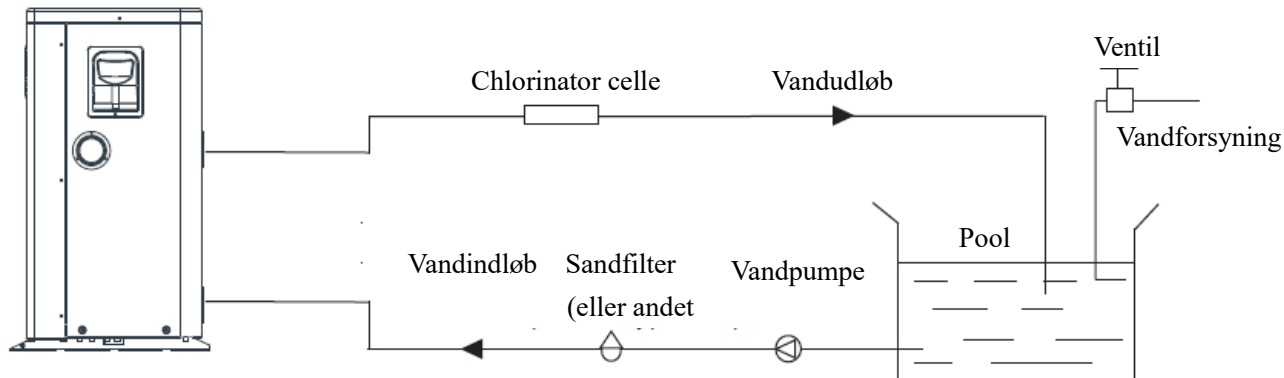 Ventil
Chlorinator celle
Vandudløb
Vandforsyning
Pool
Vandindløb
Sandfilter
(eller andet
Vandpumpe